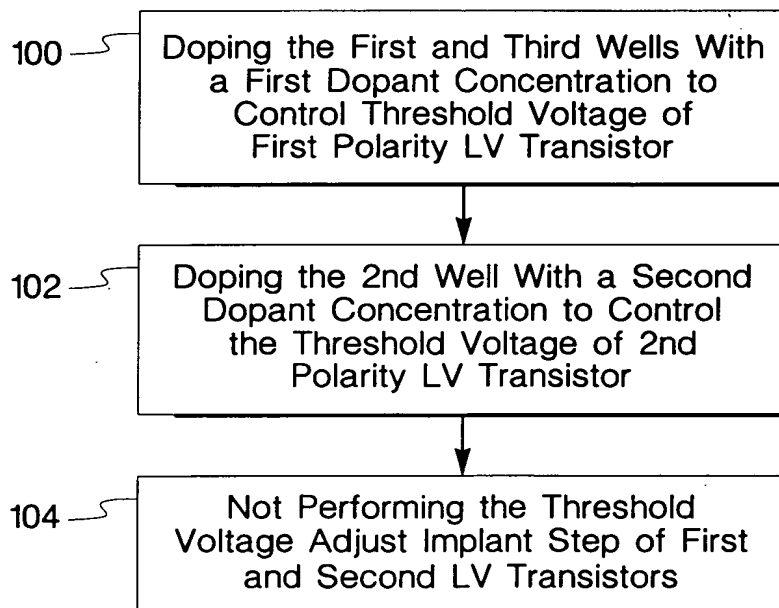 100
Doping the First and Third Wells With
a First Dopant Concentration to
Control Threshold Voltage of
First Polarity LV Transistor
102
Doping the 2nd Well With a Second
Dopant Concentration to Control
the Threshold Voltage of 2nd
Polarity LV Transistor
104
Not Performing the Threshold
Voltage Adjust Implant Step of First
and Second LV Transistors